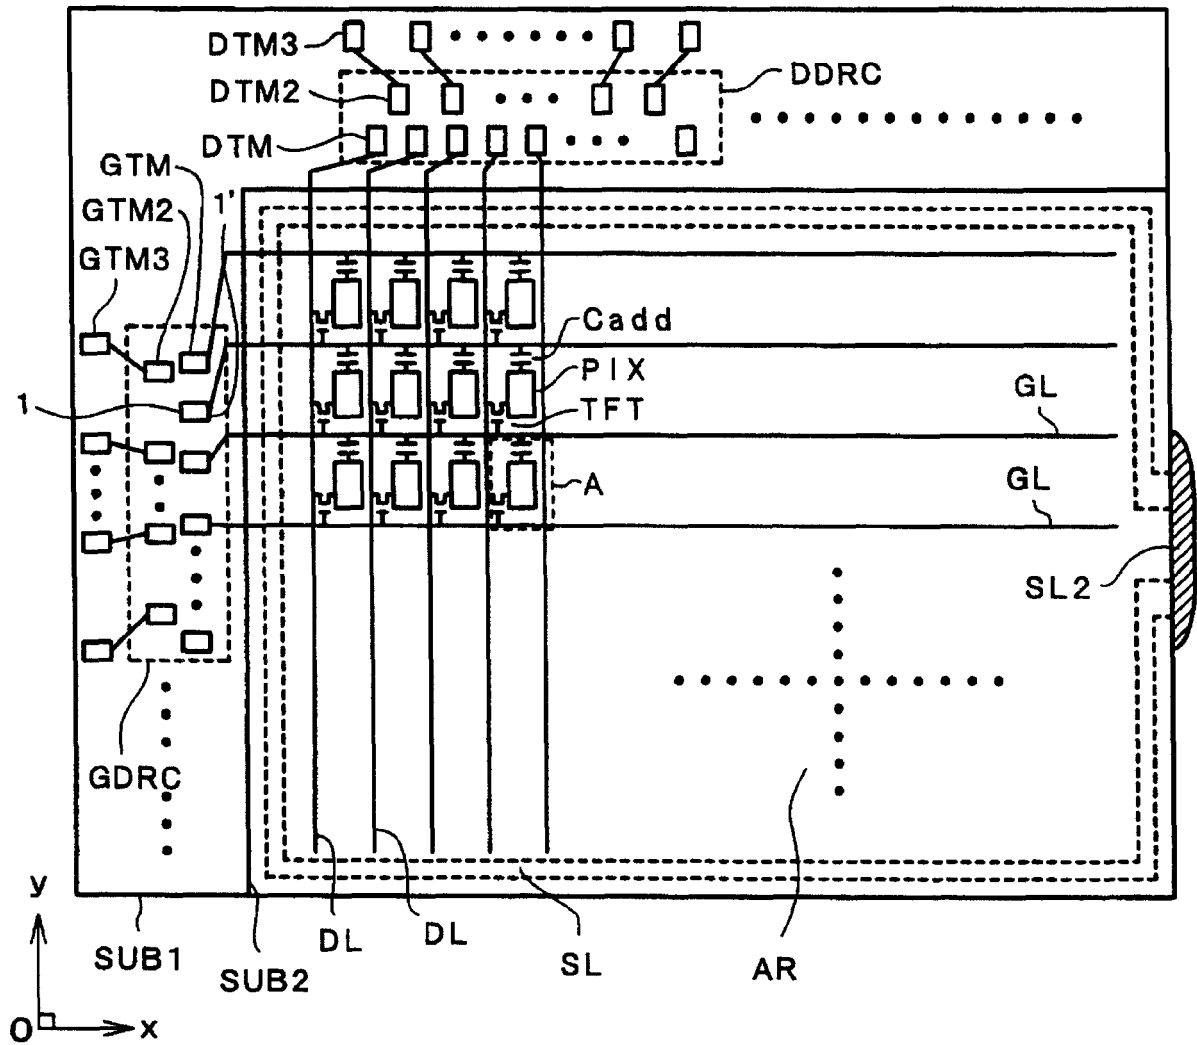 DTM3
DDRC
DTM2
DTM
GTM
GTM2
1'
GTM3
Cadd
PIX
1
TFT
GL
A
GL
SL2
GDRC
y
DL
DL
SUB1
SL
AR
SUB2
O
x